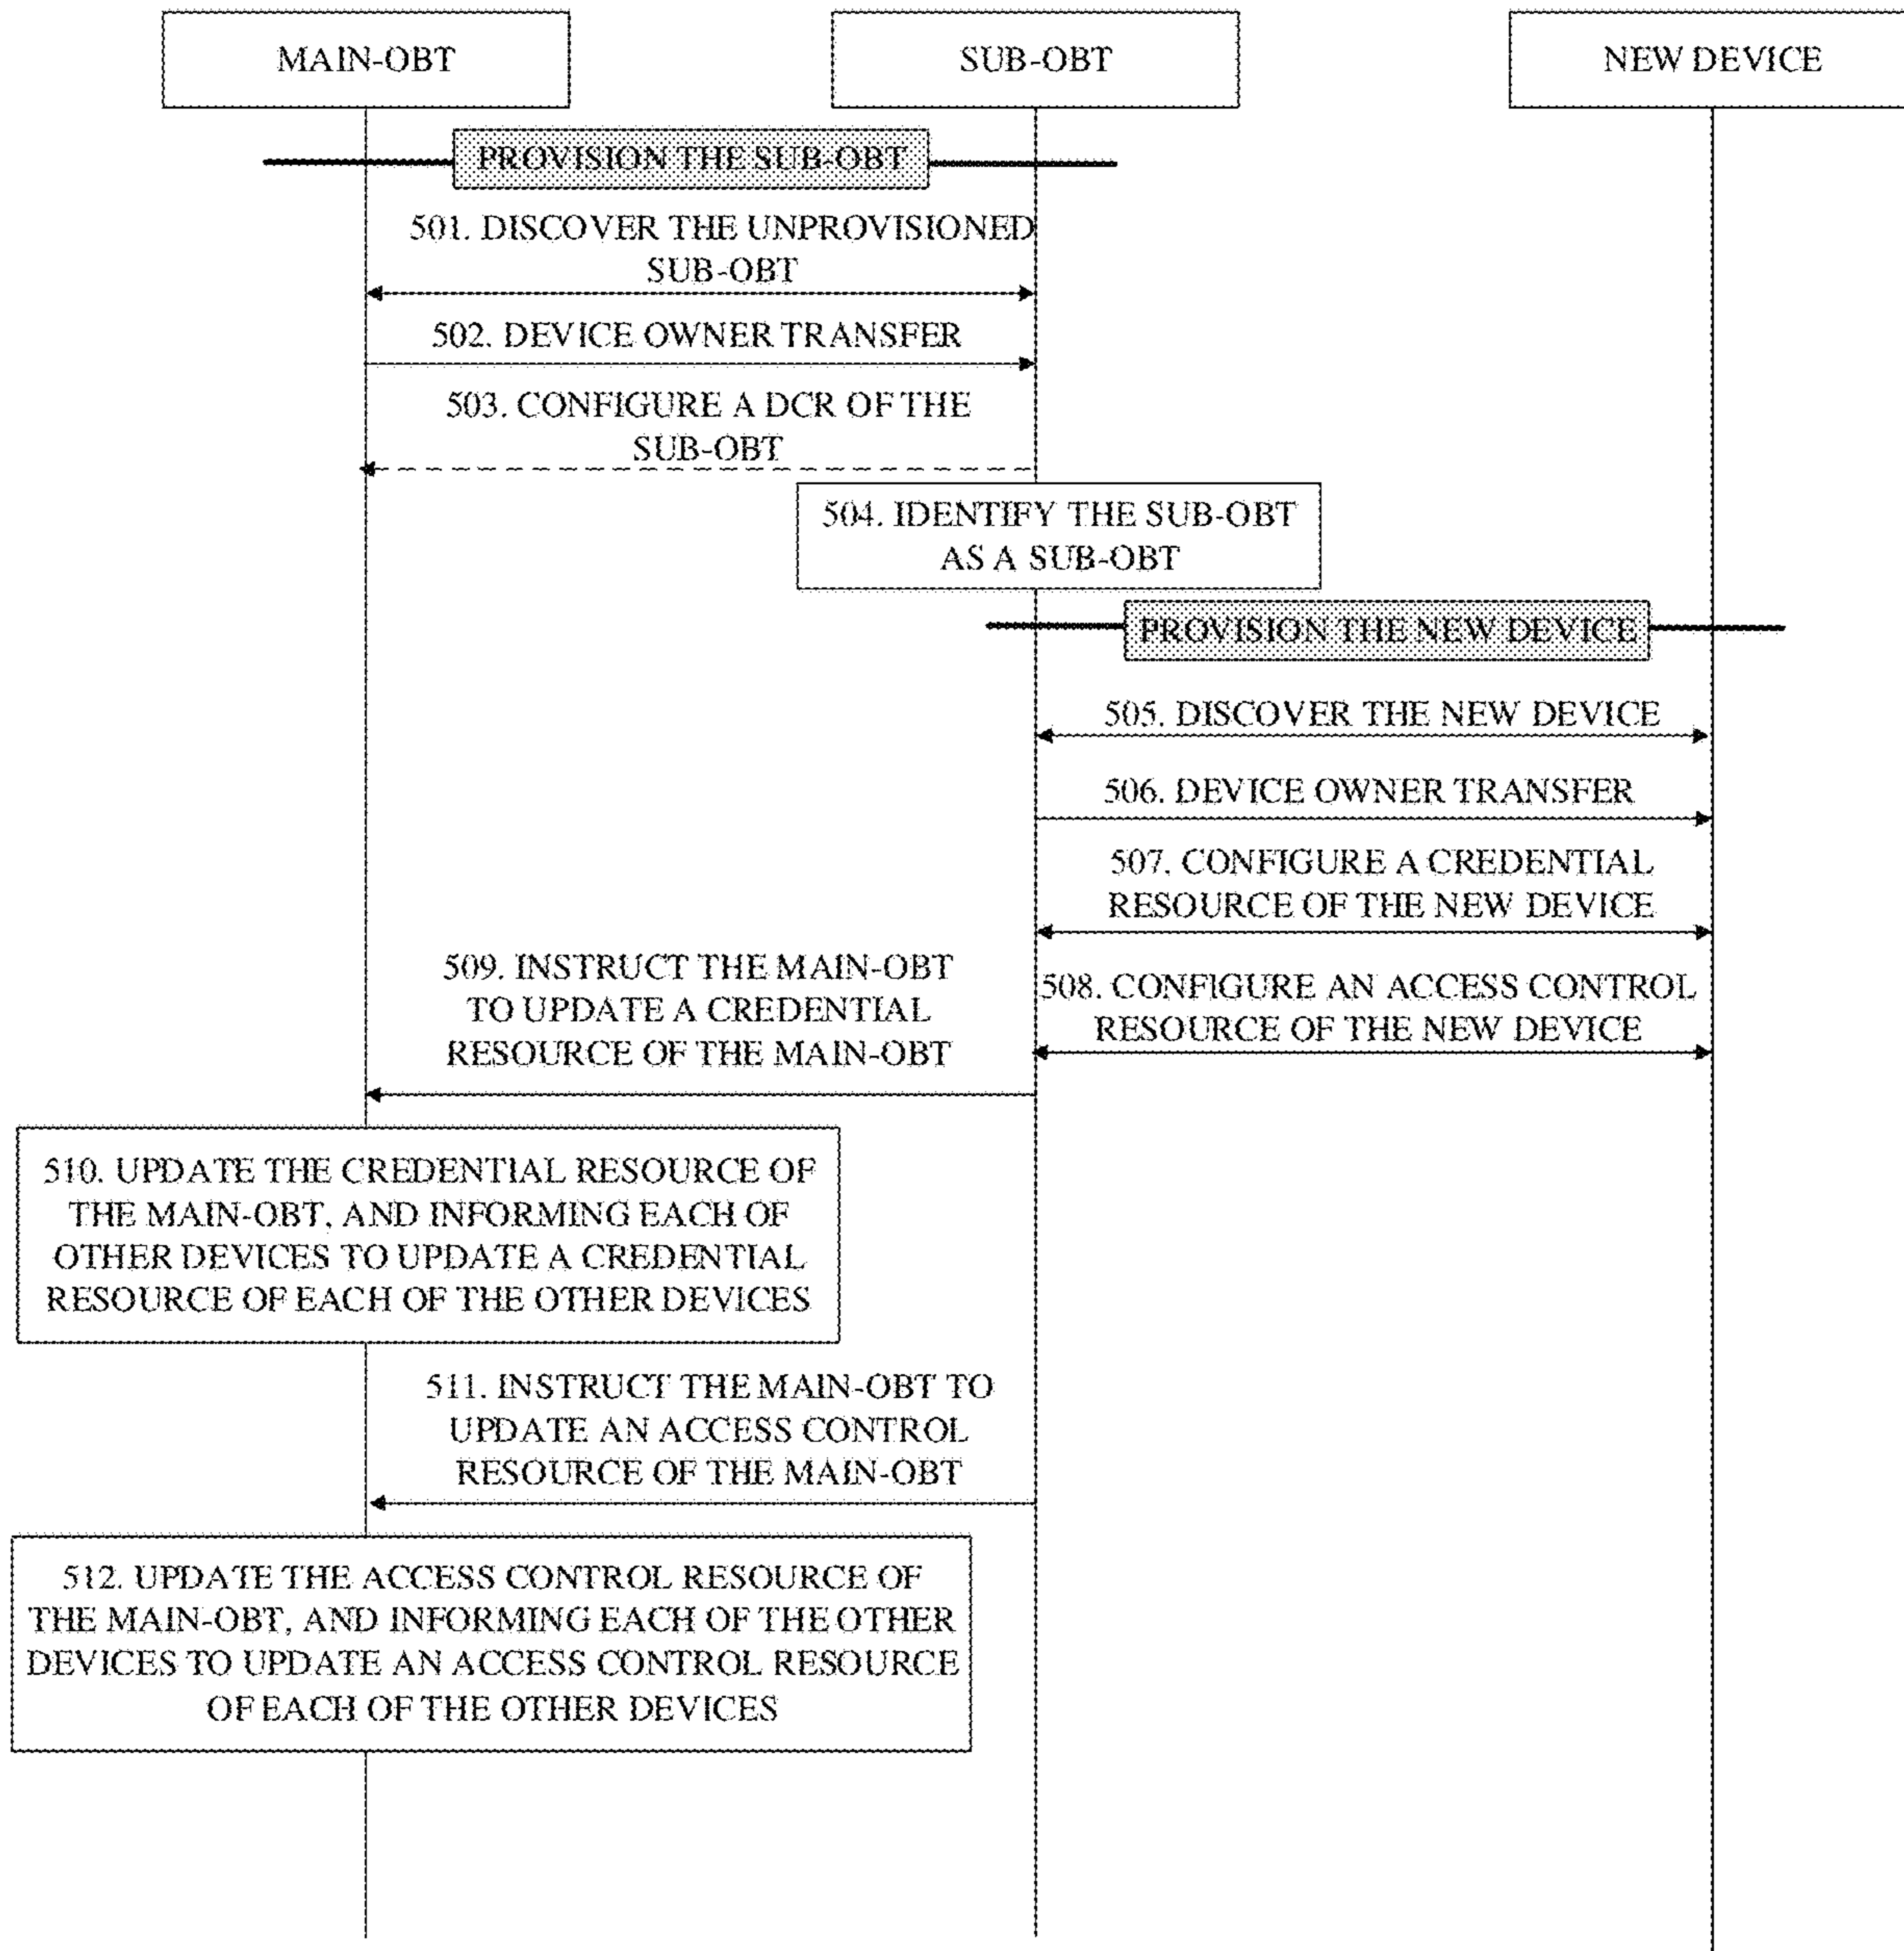 MAIN-OBT
SUB-OBT
NEW DEVICE
PROVISION THE SUB-OBT
501. DISCOVER THE UNPROVISIONED
SUB-OBT
502. DEVICE OWNER TRANSFER
503. CONFIGURE A DCR OF THE
SUB-OBT
504. IDENTIFY THE SUB-OBT
AS A SUB-OBT
PROVISION THE NEW DEVICE
505. DISCOVER THE NEW DEVICE
506. DEVICE OWNER TRANSFER
507. CONFIGURE A CREDENTIAL
RESOURCE OF THE NEW DEVICE
508. CONFIGURE AN ACCESS CONTROL
RESOURCE OF THE NEW DEVICE
509. INSTRUCT THE MAIN-OBT
TO UPDATE A CREDENTIAL
RESOURCE OF THE MAIN-OBT
510. UPDATE THE CREDENTIAL RESOURCE OF
THE MAIN-OBT, AND INFORMING EACH OF
OTHER DEVICES TO UPDATE A CREDENTIAL
RESOURCE OF EACH OF THE OTHER DEVICES
511. INSTRUCT THE MAIN-OBT TO
UPDATE AN ACCESS CONTROL
RESOURCE OF THE MAIN-OBT
512. UPDATE THE ACCESS CONTROL RESOURCE OF
THE MAIN-OBT, AND INFORMING EACH OF THE OTHER
DEVICES TO UPDATE AN ACCESS CONTROL RESOURCE
OF EACH OF THE OTHER DEVICES